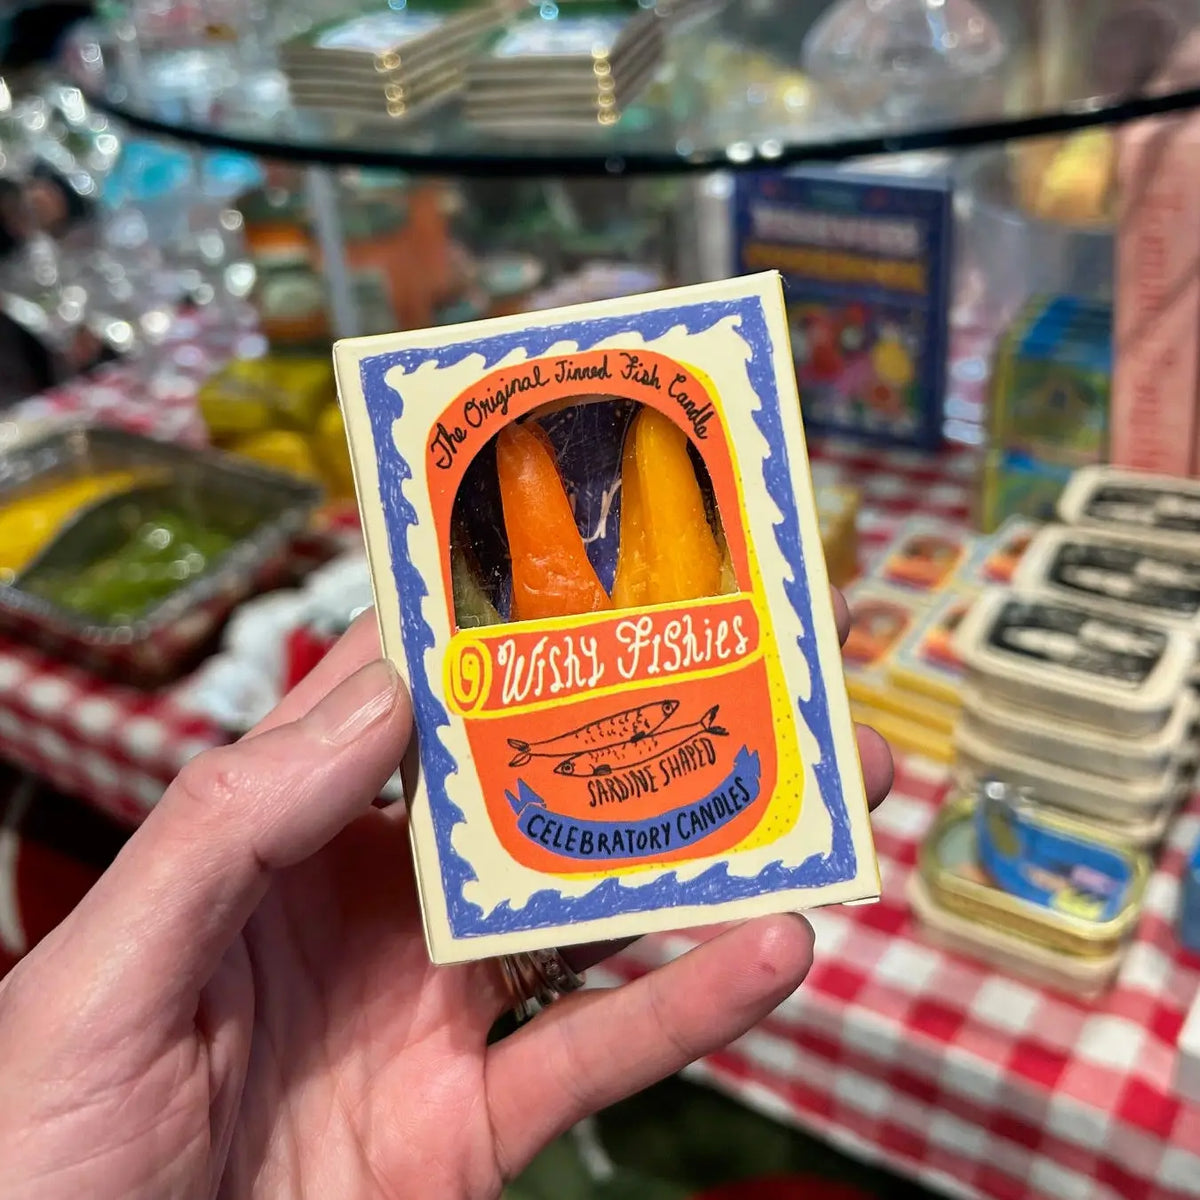 The Original Tinned Fish Candle
Wishy Fishies
SARDINE SHAPED
CELEBRATORY CANDLES